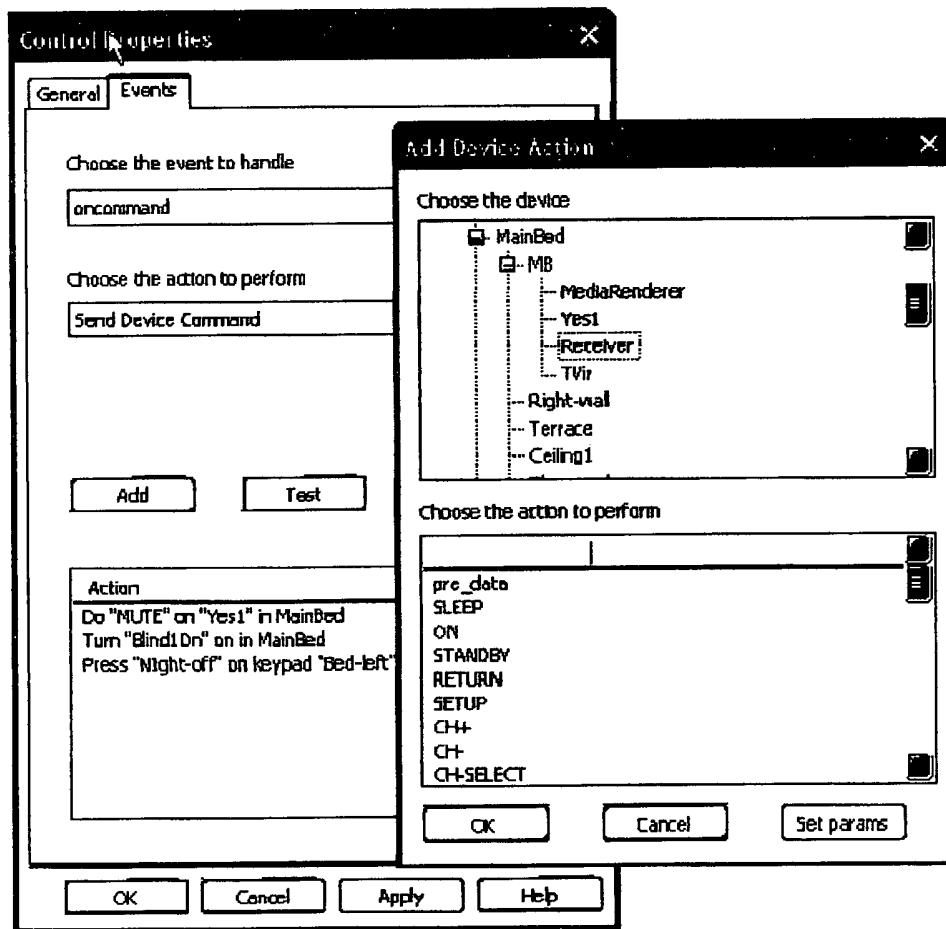 Control Properties
General
Events
Choose the event to handle
oncommand
Choose the action to perform
Send Device Command
Add
Test
Action
Do "MUTE" on "Yes1" in MainBed
Turn "Blind1Dn" on in MainBed
Press "Night-off" on keypad "Bed-left"
OK
Cancel
Apply
Help
Add Device Action
Choose the device
MainBed
MB
MediaRenderer
Yes1
Receiver
TVir
Right-wall
Terrace
Ceiling1
Choose the action to perform
pre_data
SLEEP
ON
STANDBY
RETURN
SETUP
CH+
CH-
CH-SELECT
OK
Cancel
Set params